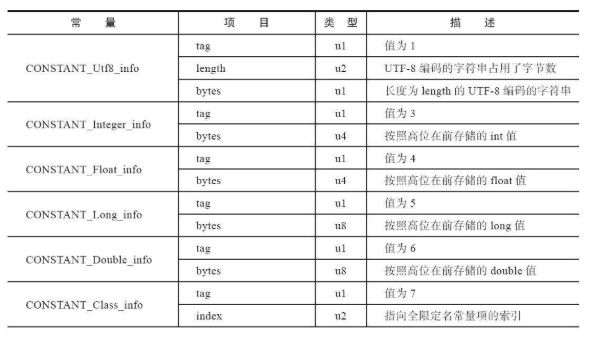 常 量 项 目 类 型 描 述
CONSTANT_Utf8_info tag u1 值为 1
length u2 UTF-8 编码的字符串占用了字节数
bytes u1 长度为 length 的 UTF-8 编码的字符串
CONSTANT_Integer_info tag u1 值为 3
bytes u4 按照高位在前存储的 int 值
CONSTANT_Float_info tag u1 值为 4
bytes u4 按照高位在前存储的 float 值
CONSTANT_Long_info tag u1 值为 5
bytes u8 按照高位在前存储的 long 值
CONSTANT_Double_info tag u1 值为 6
bytes u8 按照高位在前存储的 double 值
CONSTANT_Class_info tag u1 值为 7
index u2 指向全限定名常量项的索引